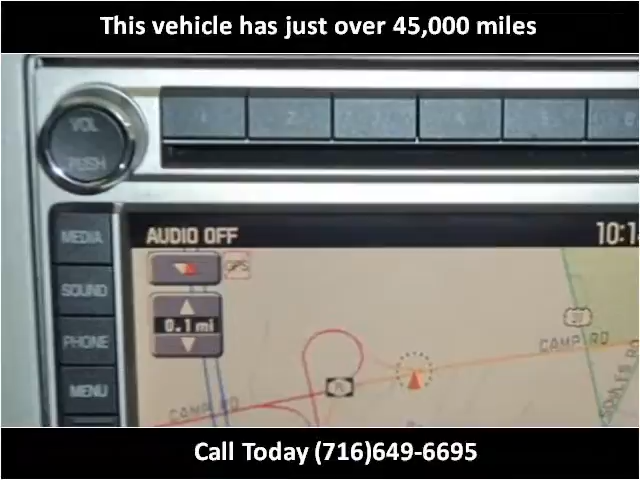 This vehicle has just over 45,000 miles
VOL
PUSH
1 2 3 4 5 6
MEDIA
AUDIO OFF
10:1
GPS
SOUND
0.1 mi
PHONE
CAMP RD
MENU
CAMP RD
Call Today (716)649-6695